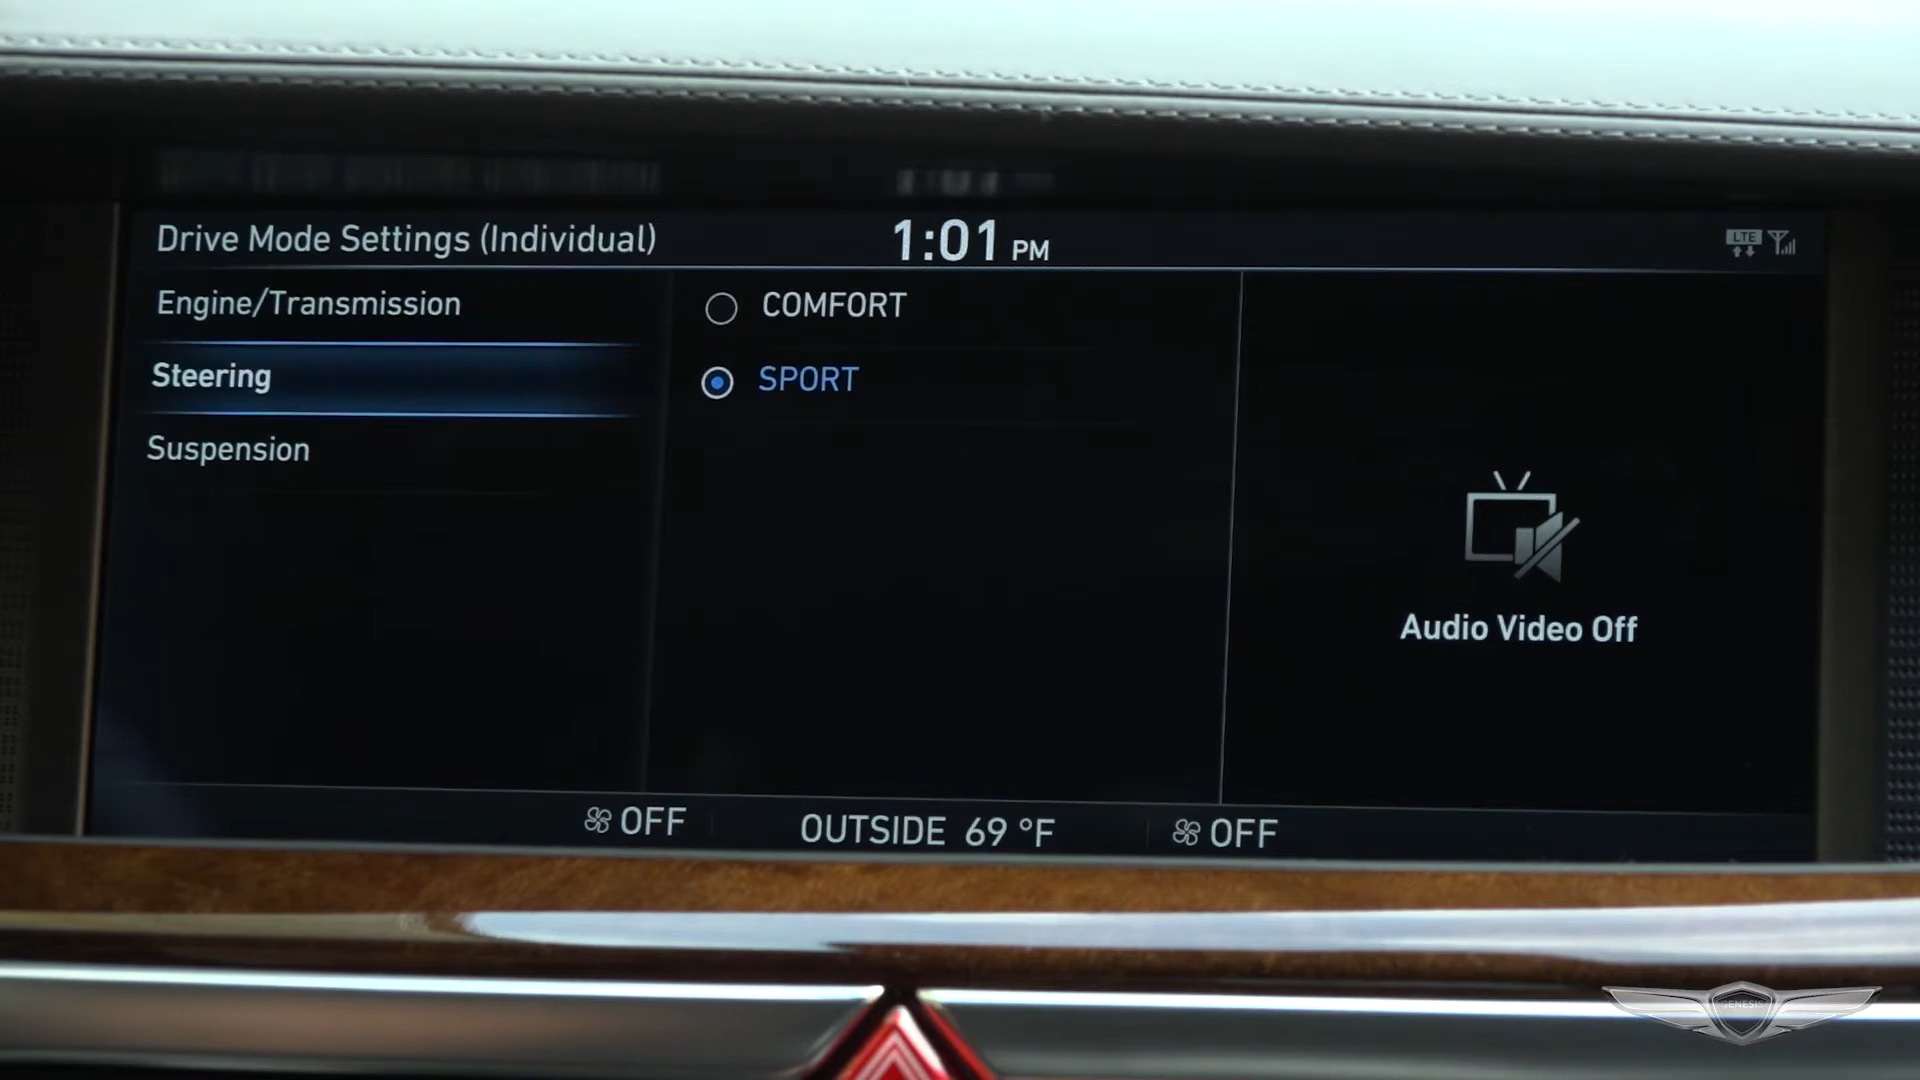 Drive Mode Settings (Individual)
1:01 PM
LTE
Engine/Transmission
COMFORT
Steering
SPORT
Suspension
Audio Video Off
OFF
OUTSIDE 69 °F
OFF
GENESIS